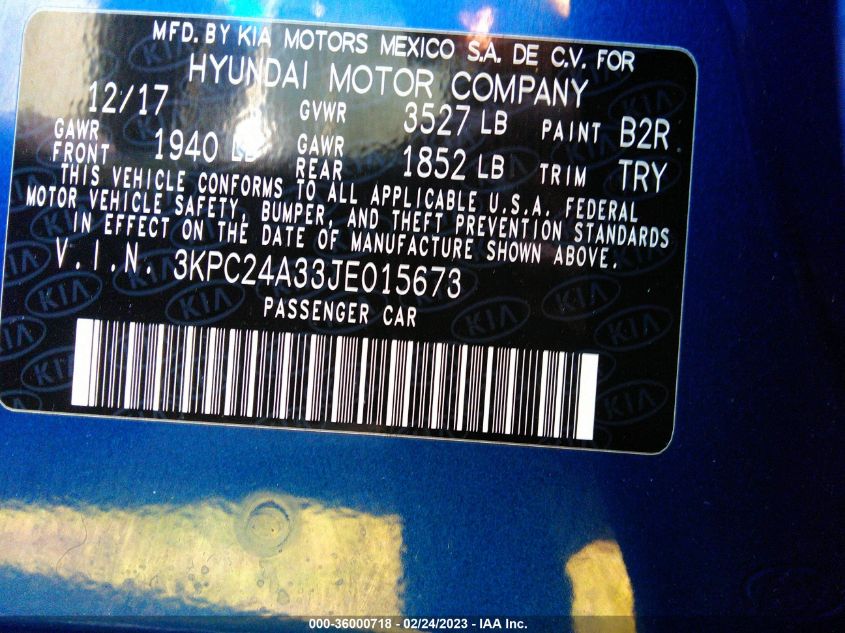 MFD. BY KIA MOTORS MEXICO S.A. DE C.V. FOR
HYUNDAI MOTOR COMPANY
12/17 GVWR 3527 LB PAINT B2R
GAWR FRONT 1940 LB GAWR REAR 1852 LB TRIM TRY
THIS VEHICLE CONFORMS TO ALL APPLICABLE U.S.A. FEDERAL
MOTOR VEHICLE SAFETY, BUMPER, AND THEFT PREVENTION STANDARDS
IN EFFECT ON THE DATE OF MANUFACTURE SHOWN ABOVE.
V.I.N. 3KPC24A33JE015673
PASSENGER CAR
000-36000718 - 02/24/2023 - IAA Inc.